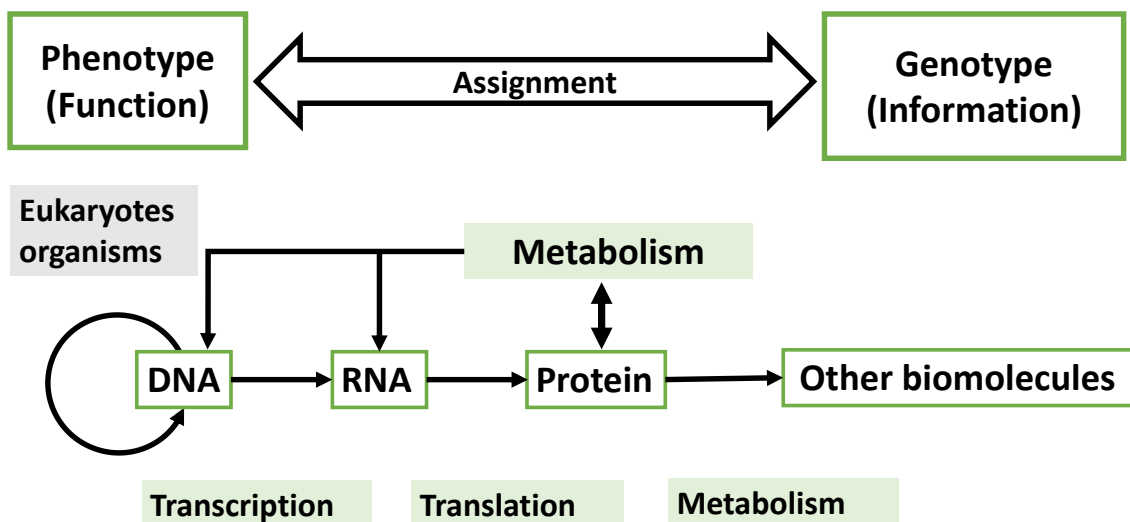 Phenotype
(Function)
Assignment
Genotype
(Information)
Eukaryotes
organisms
Metabolism
DNA
RNA
Protein
Other biomolecules
Transcription
Translation
Metabolism